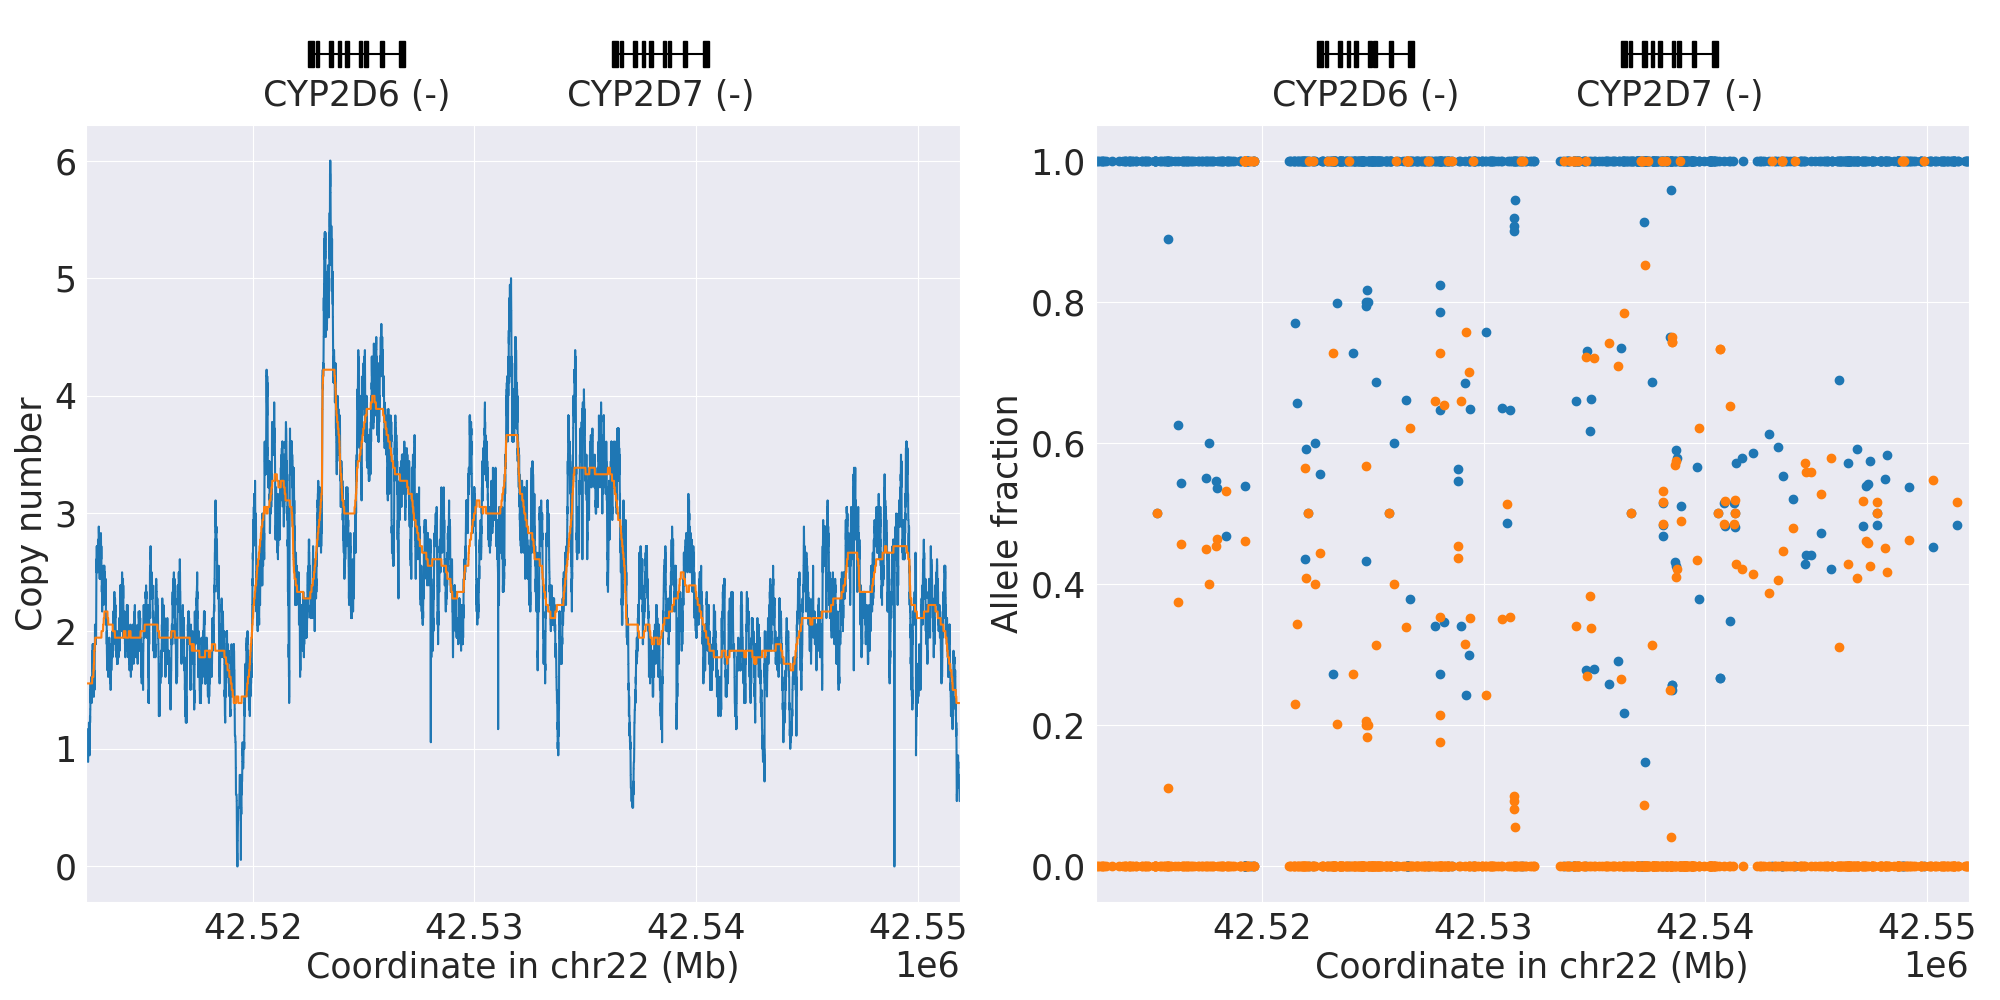 CYP2D6 (-) CYP2D7 (-)
6
5
4
3
2
1
0
Copy number
42.52 42.53 42.54 42.55
Coordinate in chr22 (Mb) 1e6
CYP2D6 (-) CYP2D7 (-)
1.0
0.8
0.6
0.4
0.2
0.0
Allele fraction
42.52 42.53 42.54 42.55
Coordinate in chr22 (Mb) 1e6